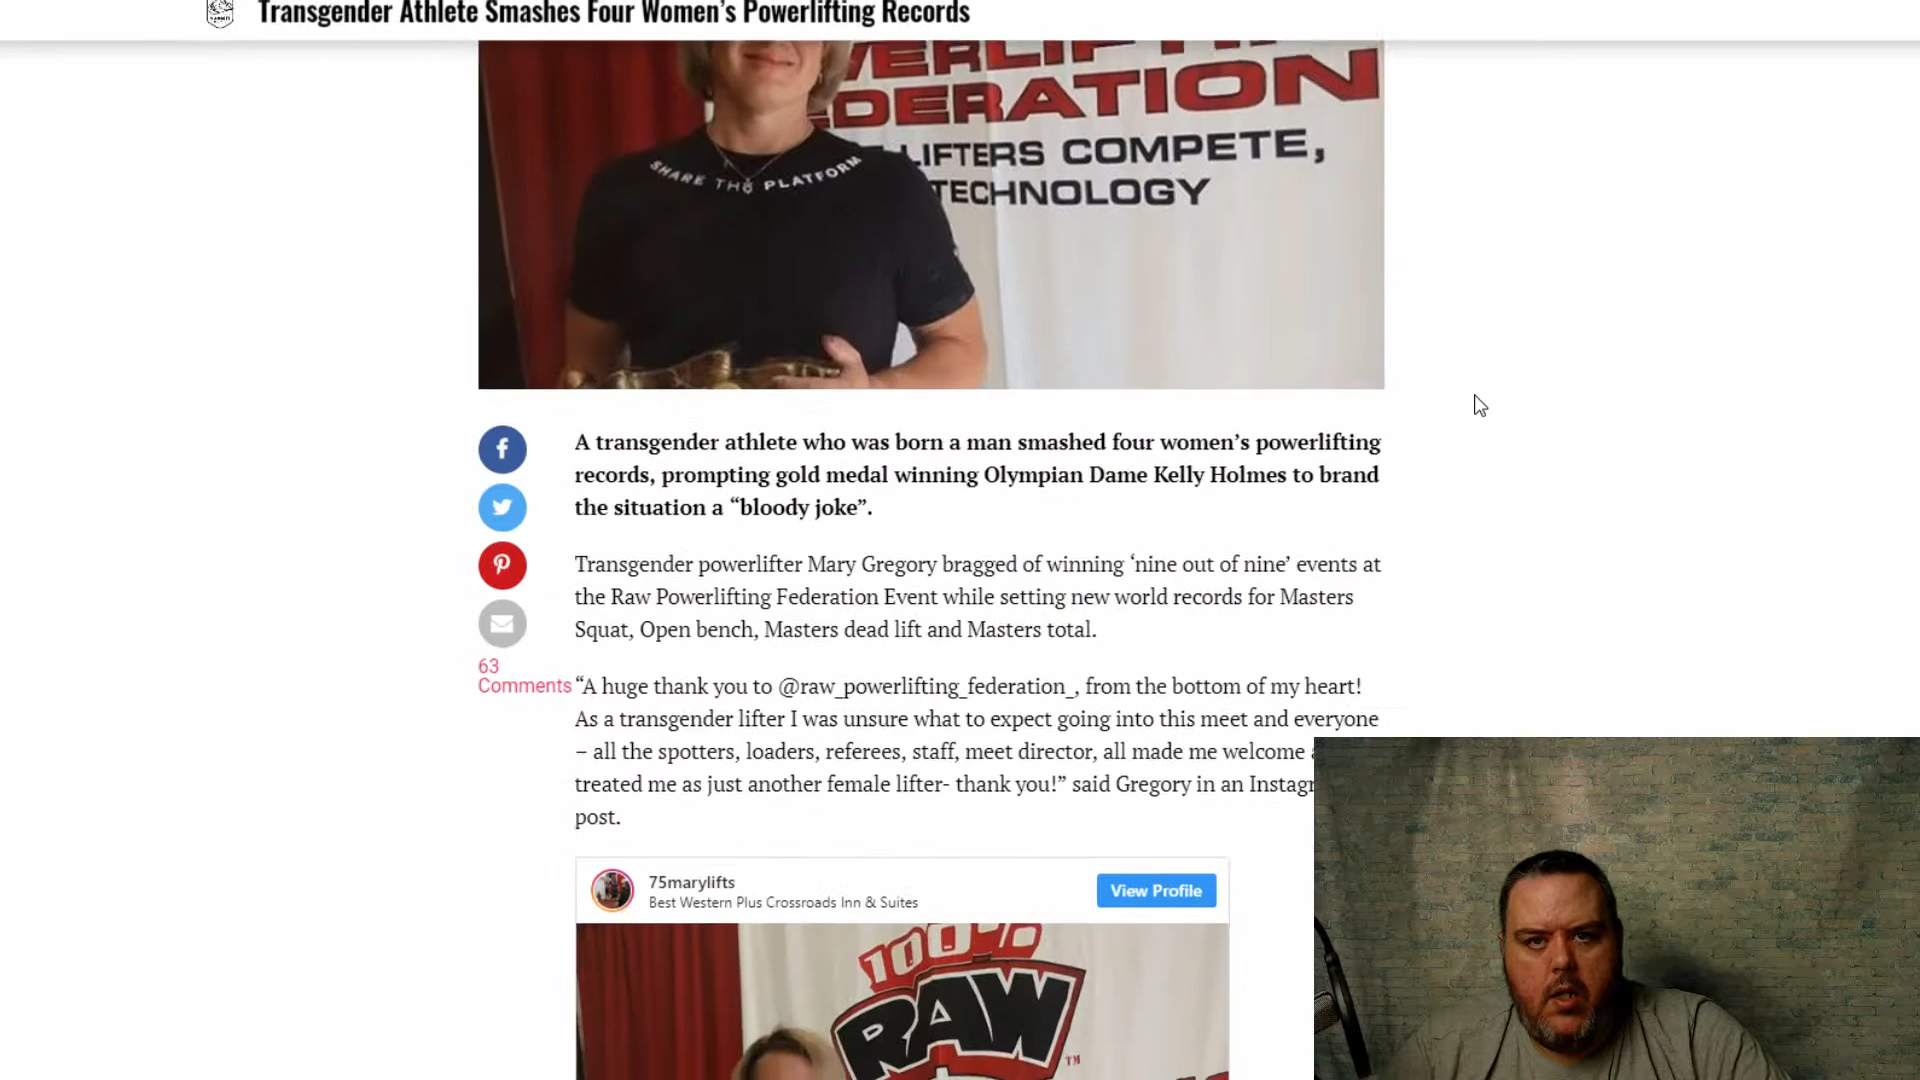 Transgender Athlete Smashes Four Women’s Powerlifting Records
DERATION
LIFTERS COMPETE,
TECHNOLOGY
SHARE THE PLATFORM
A transgender athlete who was born a man smashed four women’s powerlifting
records, prompting gold medal winning Olympian Dame Kelly Holmes to brand
the situation a “bloody joke”.
Transgender powerlifter Mary Gregory bragged of winning ‘nine out of nine’ events at
the Raw Powerlifting Federation Event while setting new world records for Masters
Squat, Open bench, Masters dead lift and Masters total.
63
Comments
“A huge thank you to @raw_powerlifting_federation_, from the bottom of my heart!
As a transgender lifter I was unsure what to expect going into this meet and everyone
– all the spotters, loaders, referees, staff, meet director, all made me welcome
treated me as just another female lifter- thank you!” said Gregory in an Instagr
post.
75marylifts
Best Western Plus Crossroads Inn & Suites
View Profile
100%
RAW
TM